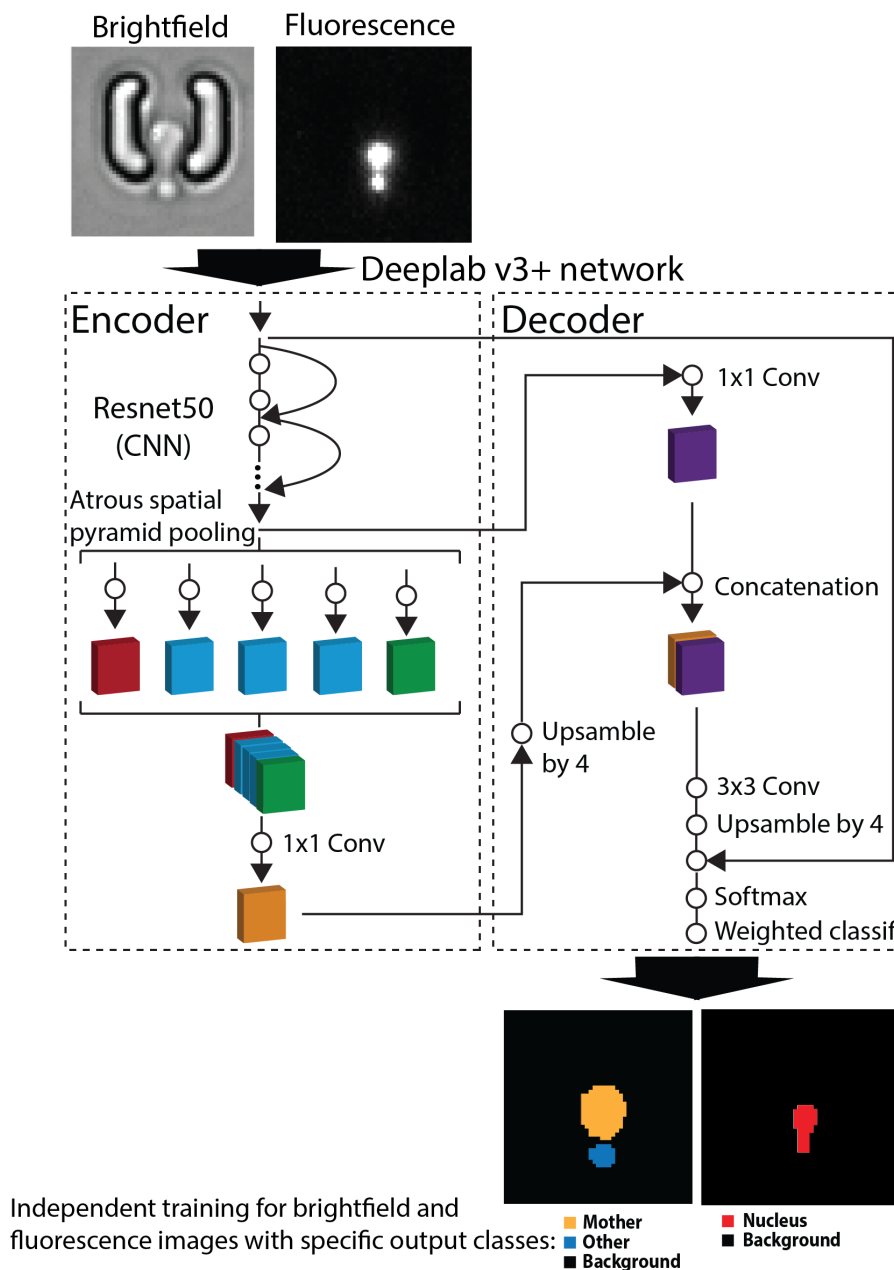 Brightfield
Fluorescence
Deeplab v3+ network
Encoder
Decoder
Resnet50
(CNN)
1x1 Conv
Atrous spatial
pyramid pooling
Concatenation
Upsamble
by 4
3x3 Conv
1x1 Conv
Upsamble by 4
Softmax
Weighted classif
Independent training for brightfield and
fluorescence images with specific output classes:
Mother
Other
Background
Nucleus
Background